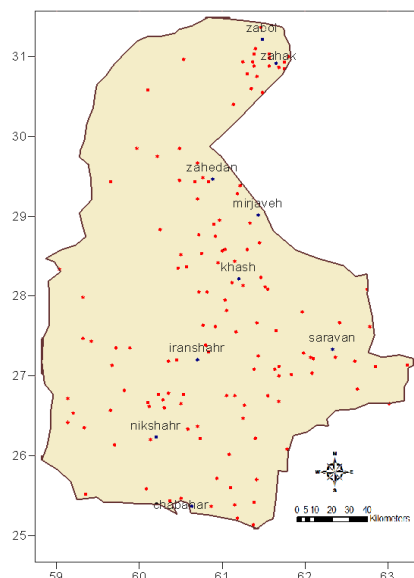 31
30
29
28
27
26
25
zabol
zahak
zahedan
mirjaveh
khash
saravan
iranshahr
nikshahr
chabahar
N
W E
S
0 5 10 20 30 40
Kilometers
59 60 61 62 63